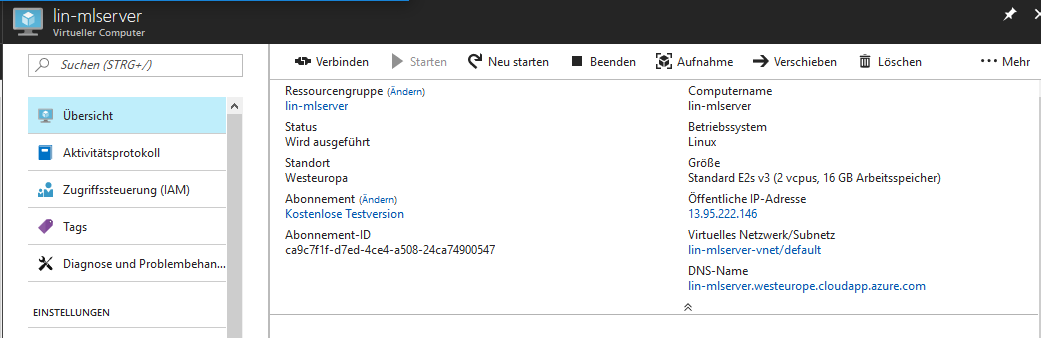 lin-mlserver
Virtueller Computer
Suchen (STRG+/)
Übersicht
Aktivitätsprotokoll
Zugriffssteuerung (IAM)
Tags
Diagnose und Problembehan...
EINSTELLUNGEN
Verbinden Starten Neu starten Beenden Aufnahme Verschieben Löschen ••• Mehr
Ressourcengruppe (Ändern)
lin-mlserver
Status
Wird ausgeführt
Standort
Westeuropa
Abonnement (Ändern)
Kostenlose Testversion
Abonnement-ID
ca9c7f1f-d7ed-4ce4-a508-24ca74900547
Computername
lin-mlserver
Betriebssystem
Linux
Größe
Standard E2s v3 (2 vcpus, 16 GB Arbeitsspeicher)
Öffentliche IP-Adresse
13.95.222.146
Virtuelles Netzwerk/Subnetz
lin-mlserver-vnet/default
DNS-Name
lin-mlserver.westeurope.cloudapp.azure.com